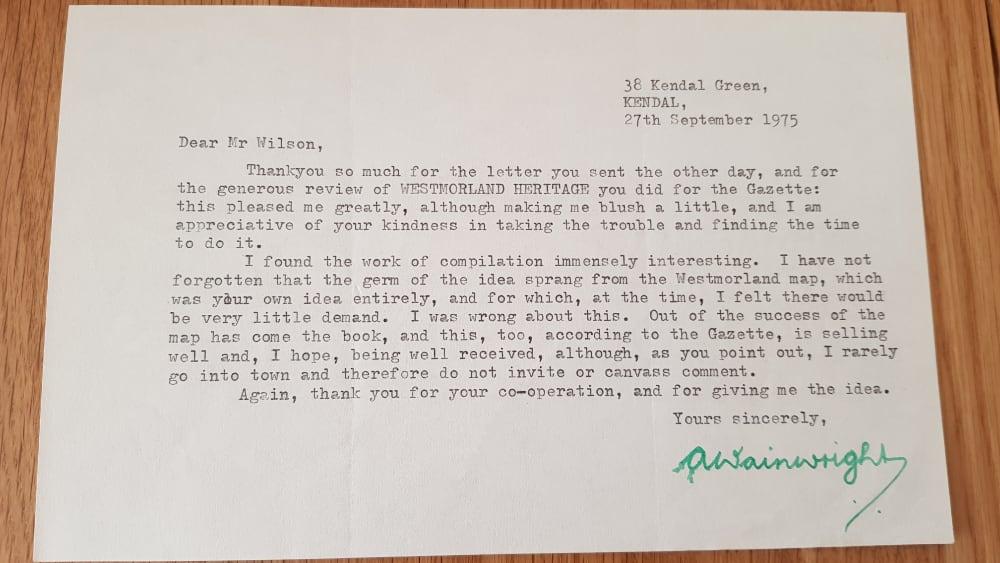 38 Kendal Green,
KENDAL,
27th September 1975
Dear Mr Wilson,
Thankyou so much for the letter you sent the other day, and for
the generous review of WESTMORLAND HERITAGE you did for the Gazette:
this pleased me greatly, although making me blush a little, and I am
appreciative of your kindness in taking the trouble and finding the time
to do it.
I found the work of compilation immensely interesting. I have not
forgotten that the germ of the idea sprang from the Westmorland map, which
was your own idea entirely, and for which, at the time, I felt there would
be very little demand. I was wrong about this. Out of the success of the
map has come the book, and this, too, according to the Gazette, is selling
well and, I hope, being well received, although, as you point out, I rarely
go into town and therefore do not invite or canvass comment.
Again, thank you for your co-operation, and for giving me the idea.
Yours sincerely,
AWainwright